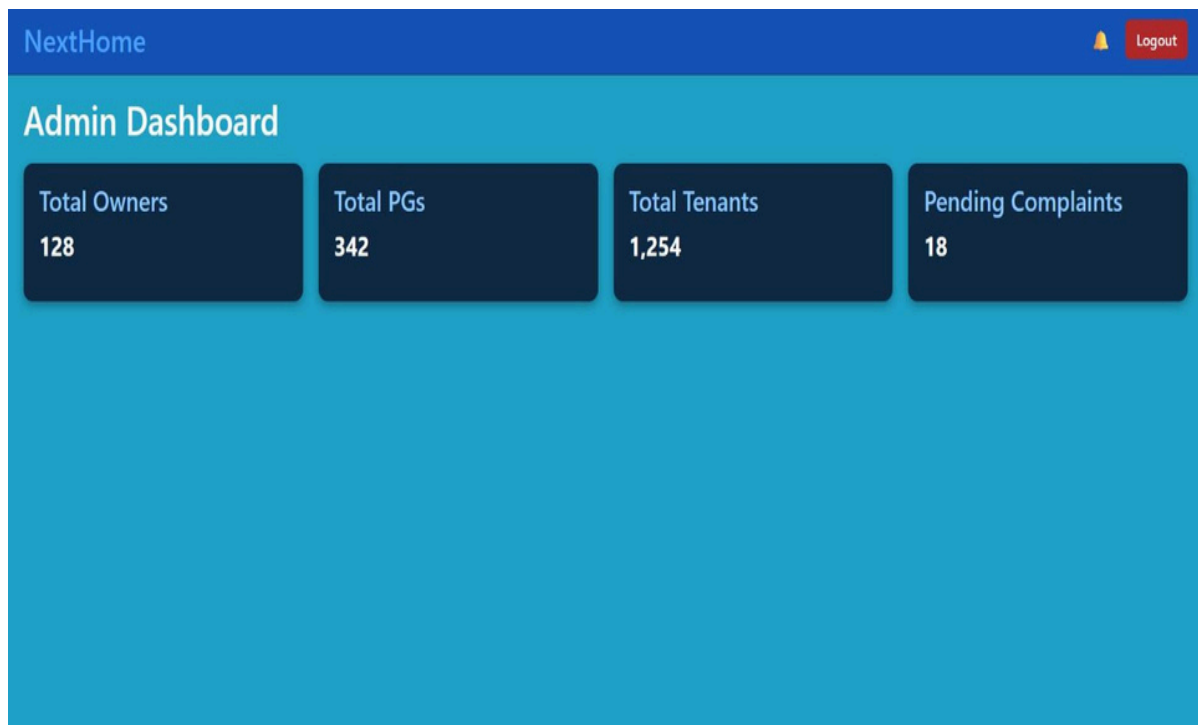 NextHome
Logout
Admin Dashboard
Total Owners
128
Total PGs
342
Total Tenants
1,254
Pending Complaints
18